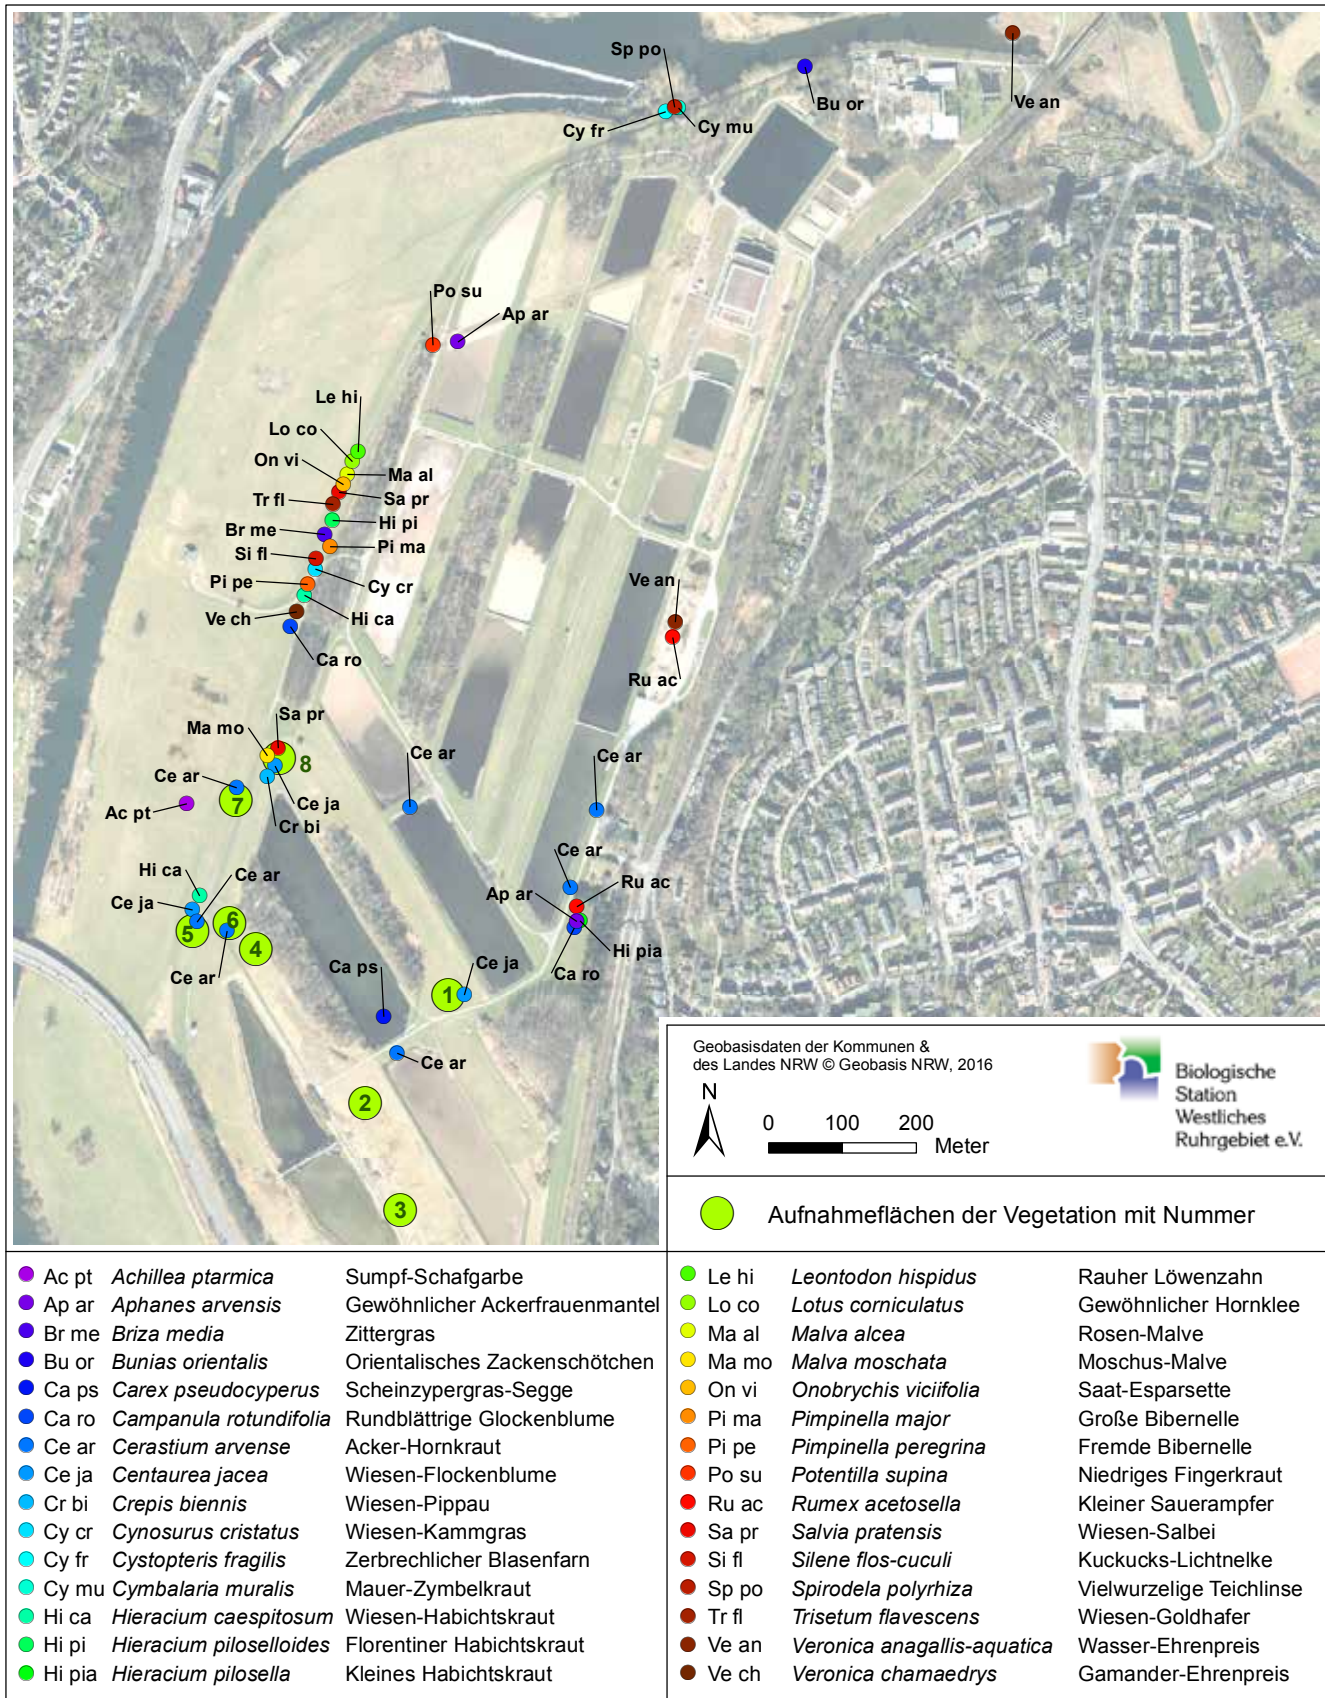 Sp po
Bu or
Ve an
Cy fr
Cy mu
Po su
Ap ar
Le hi
Lo co
On vi
Ma al
Tr fl
Sa pr
Br me
Hi pi
Si fl
Pi ma
Pi pe
Cy cr
Ve ch
Hi ca
Ca ro
Ve an
Ru ac
Sa pr
Ma mo
8
Ce ar
7
Ce ja
Ac pt
Cr bi
Ce ar
Ce ar
Ce ar
Hi ca
Ce ar
Ce ja
Ap ar
Ru ac
5
6
4
Hi pia
Ce ar
Ca ps
1
Ce ja
Ca ro
Ce ar
2
3
Geobasisdaten der Kommunen &
des Landes NRW © Geobasis NRW, 2016
N
0 100 200
Meter
Biologische
Station
Westliches
Ruhrgebiet e.V.
Aufnahmeflächen der Vegetation mit Nummer
Ac pt Achillea ptarmica Sumpf-Schafgarbe
Ap ar Aphanes arvensis Gewöhnlicher Ackerfrauenmantel
Br me Briza media Zittergras
Bu or Bunias orientalis Orientalisches Zackenschötchen
Ca ps Carex pseudocyperus Scheinzypergras-Segge
Ca ro Campanula rotundifolia Rundblättrige Glockenblume
Ce ar Cerastium arvense Acker-Hornkraut
Ce ja Centaurea jacea Wiesen-Flockenblume
Cr bi Crepis biennis Wiesen-Pippau
Cy cr Cynosurus cristatus Wiesen-Kammgras
Cy fr Cystopteris fragilis Zerbrechlicher Blasenfarn
Cy mu Cymbalaria muralis Mauer-Zymbelkraut
Hi ca Hieracium caespitosum Wiesen-Habichtskraut
Hi pi Hieracium piloselloides Florentiner Habichtskraut
Hi pia Hieracium pilosella Kleines Habichtskraut
Le hi Leontodon hispidus Rauher Löwenzahn
Lo co Lotus corniculatus Gewöhnlicher Hornklee
Ma al Malva alcea Rosen-Malve
Ma mo Malva moschata Moschus-Malve
On vi Onobrychis viciifolia Saat-Esparsette
Pi ma Pimpinella major Große Bibernelle
Pi pe Pimpinella peregrina Fremde Bibernelle
Po su Potentilla supina Niedriges Fingerkraut
Ru ac Rumex acetosella Kleiner Sauerampfer
Sa pr Salvia pratensis Wiesen-Salbei
Si fl Silene flos-cuculi Kuckucks-Lichtnelke
Sp po Spirodela polyrhiza Vielwurzelige Teichlinse
Tr fl Trisetum flavescens Wiesen-Goldhafer
Ve an Veronica anagallis-aquatica Wasser-Ehrenpreis
Ve ch Veronica chamaedrys Gamander-Ehrenpreis